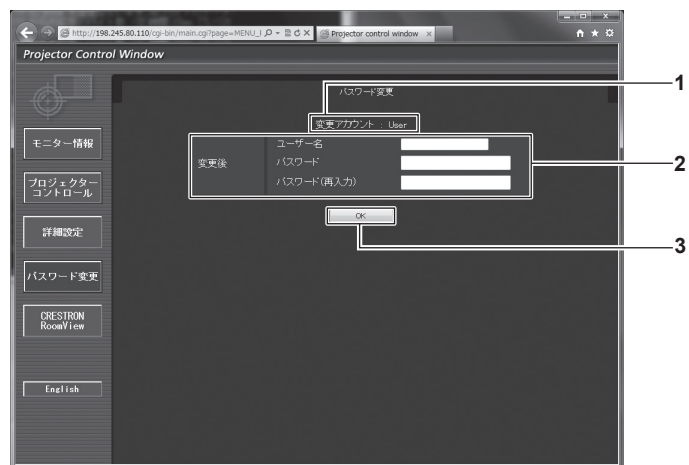 http://198.245.80.110/cgi-bin/main.cgi?page=MENU_
Projector control window
Projector Control Window
パスワード変更
1
変更アカウント : User
モニター情報
変更後
ユーザー名
パスワード
パスワード(再入力)
2
プロジェクター
コントロール
OK
詳細設定
3
パスワード変更
CRESTRON
RoomView
English